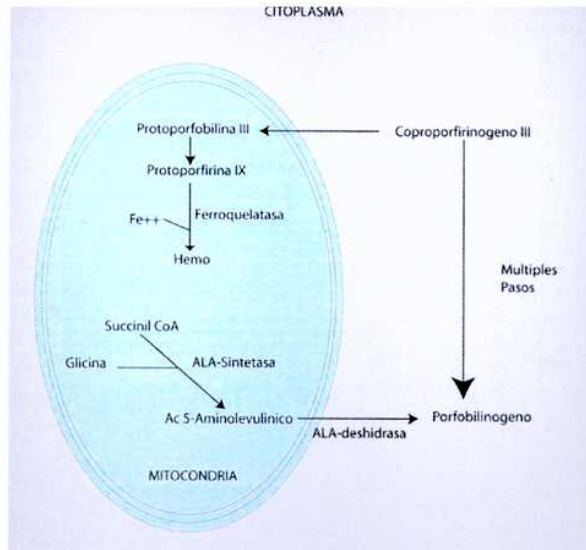 CITOPLASMA
Protoporfobilina III
Coproporfirinogeno III
Protoporfirina IX
Ferroquelatasa
Fe++
Hemo
Multiples
Pasos
Succinil CoA
Glicina
ALA-Sintetasa
Ac 5-Aminolevulinico
ALA-deshidrasa
Porfobilinogeno
MITOCONDRIA